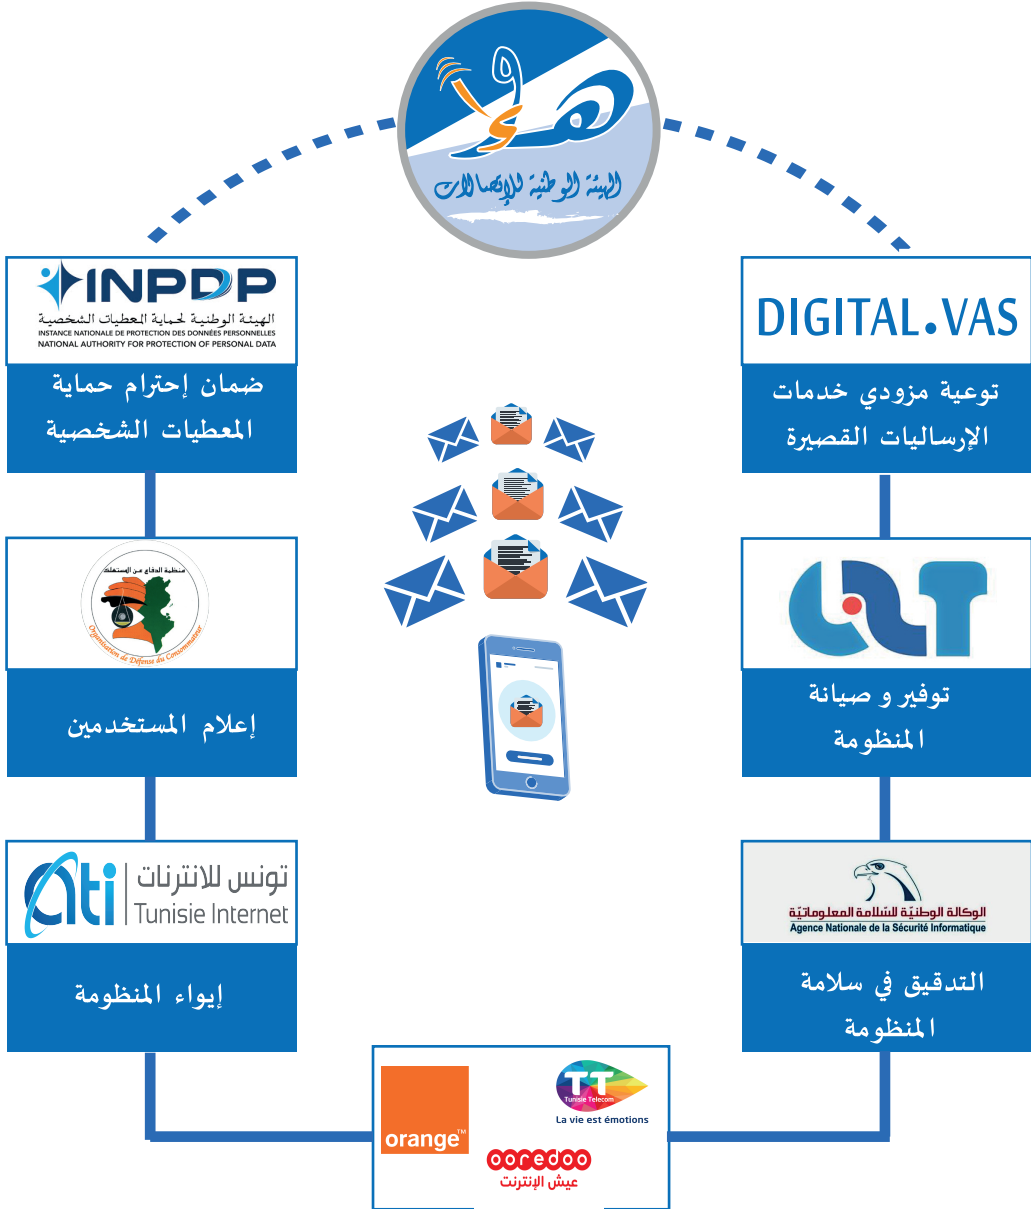 الهيئة الوطنية للإتصالات
INPDP
الهيئة الوطنية لحماية المعطيات الشخصية
INSTANCE NATIONALE DE PROTECTION DES DONNÉES PERSONNELLES
NATIONAL AUTHORITY FOR PROTECTION OF PERSONAL DATA
ضمان إحترام حماية
المعطيات الشخصية
DIGITAL.VAS
توعية مزودي خدمات
الإرساليات القصيرة
منظمة الدفاع عن المستهلك
Organisation de Défense du Consommateur
إعلام المستخدمين
توفير و صيانة
المنظومة
ati
تونس للانترنات
Tunisie Internet
إيواء المنظومة
الوكالة الوطنيّة للسّلامة المعلوماتيّة
Agence Nationale de la Sécurité Informatique
التدقيق في سلامة
المنظومة
orange™
TT
Tunisie Telecom
La vie est émotions
ooredoo
عيش الإنترنت